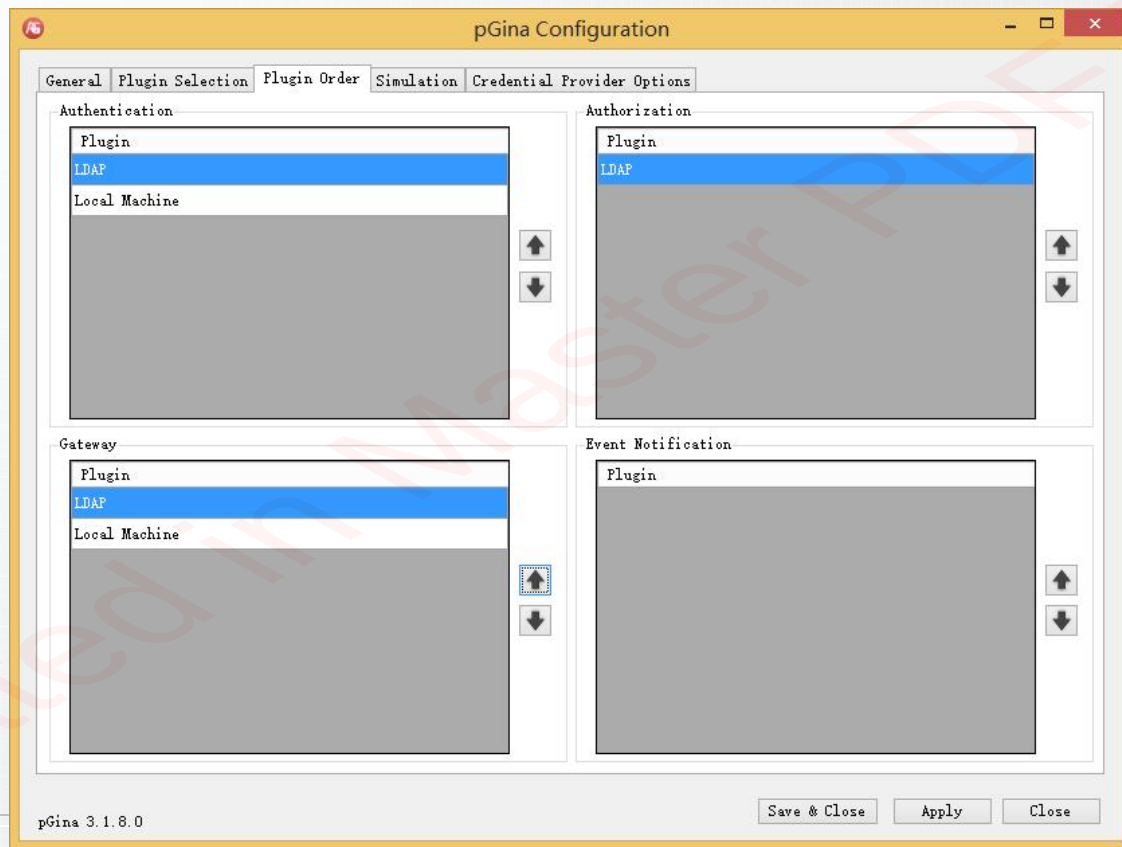 pGina Configuration
General Plugin Selection Plugin Order Simulation Credential Provider Options
Authentication
Plugin
LDAP
Local Machine
Authorization
Plugin
LDAP
Gateway
Plugin
LDAP
Local Machine
Event Notification
Plugin
pGina 3.1.8.0
Save & Close Apply Close